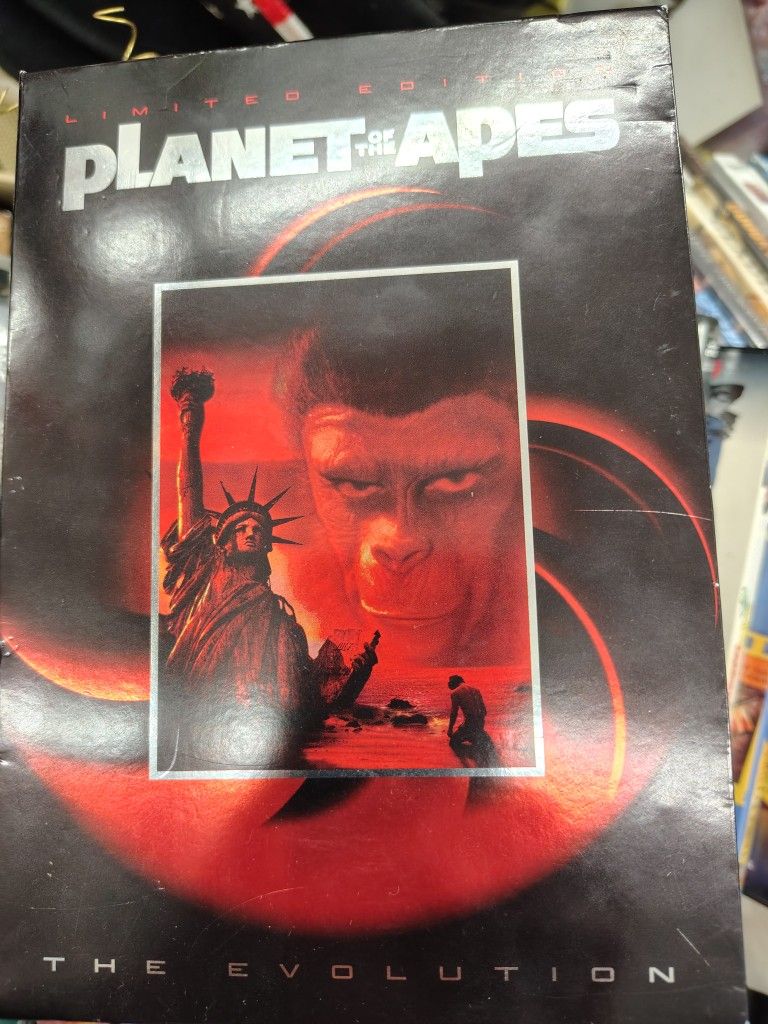 LIMITED EDITION
PLANET OF THE APES
THE EVOLUTION